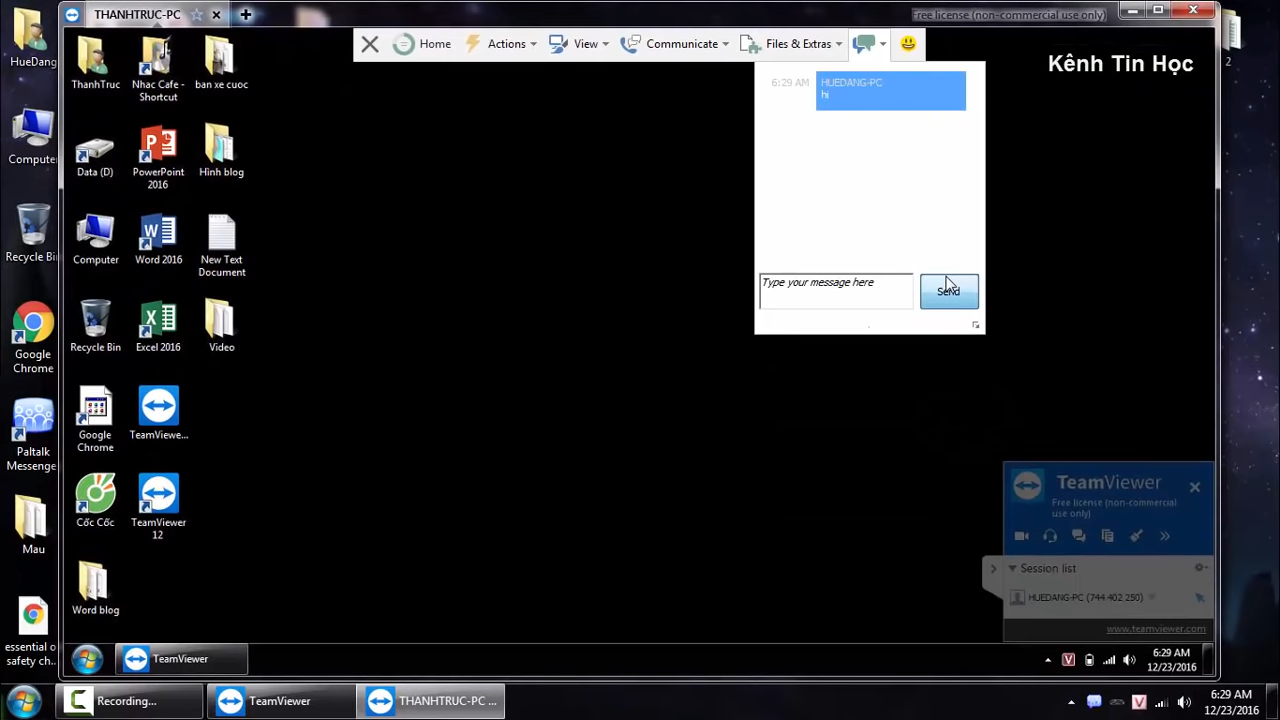 THANHTRUC-PC
Free license (non-commercial use only)
HueDang
ThanhTruc
Nhac Cafe - Shortcut
ban xe cuoc
Home
Actions
View
Communicate
Files & Extras
Kênh Tin Học
6:29 AM
HUEDANG-PC
hi
2
Computer
Data (D)
PowerPoint 2016
Hình blog
Recycle Bin
Computer
Word 2016
New Text Document
Type your message here
Send
Google Chrome
Recycle Bin
Excel 2016
Video
Paltalk Messenger
Google Chrome
TeamViewe...
TeamViewer
Free license (non-commercial use only)
Mau
Cốc Cốc
TeamViewer 12
Session list
HUEDANG-PC (744 402 250)
www.teamviewer.com
essential o
safety ch...
Word blog
TeamViewer
6:29 AM
12/23/2016
Recording...
TeamViewer
THANHTRUC-PC ...
6:29 AM
12/23/2016